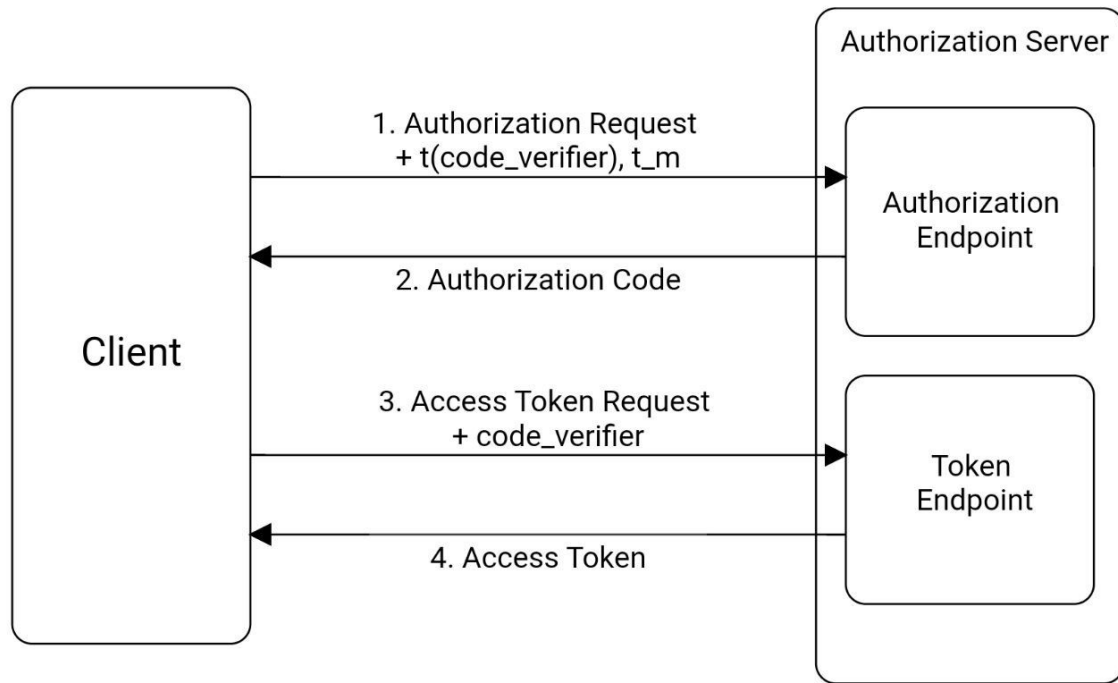 Authorization Server
1. Authorization Request
+ t(code_verifier), t_m
Authorization
Endpoint
2. Authorization Code
Client
3. Access Token Request
+ code_verifier
Token
Endpoint
4. Access Token